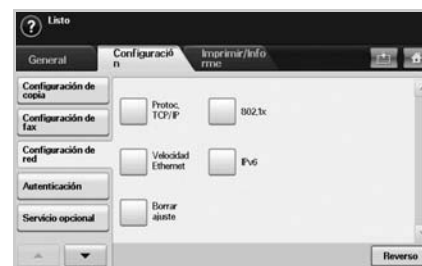 Listo
General
Configuració
n
Imprimir/Info
rme
Configuración de
copia
Configuración de
fax
Configuración de
red
Autenticación
Servicio opcional
Protoc.
TCP/IP
802.1x
Velocidad
Ethernet
IPv6
Borrar
ajuste
Reverso